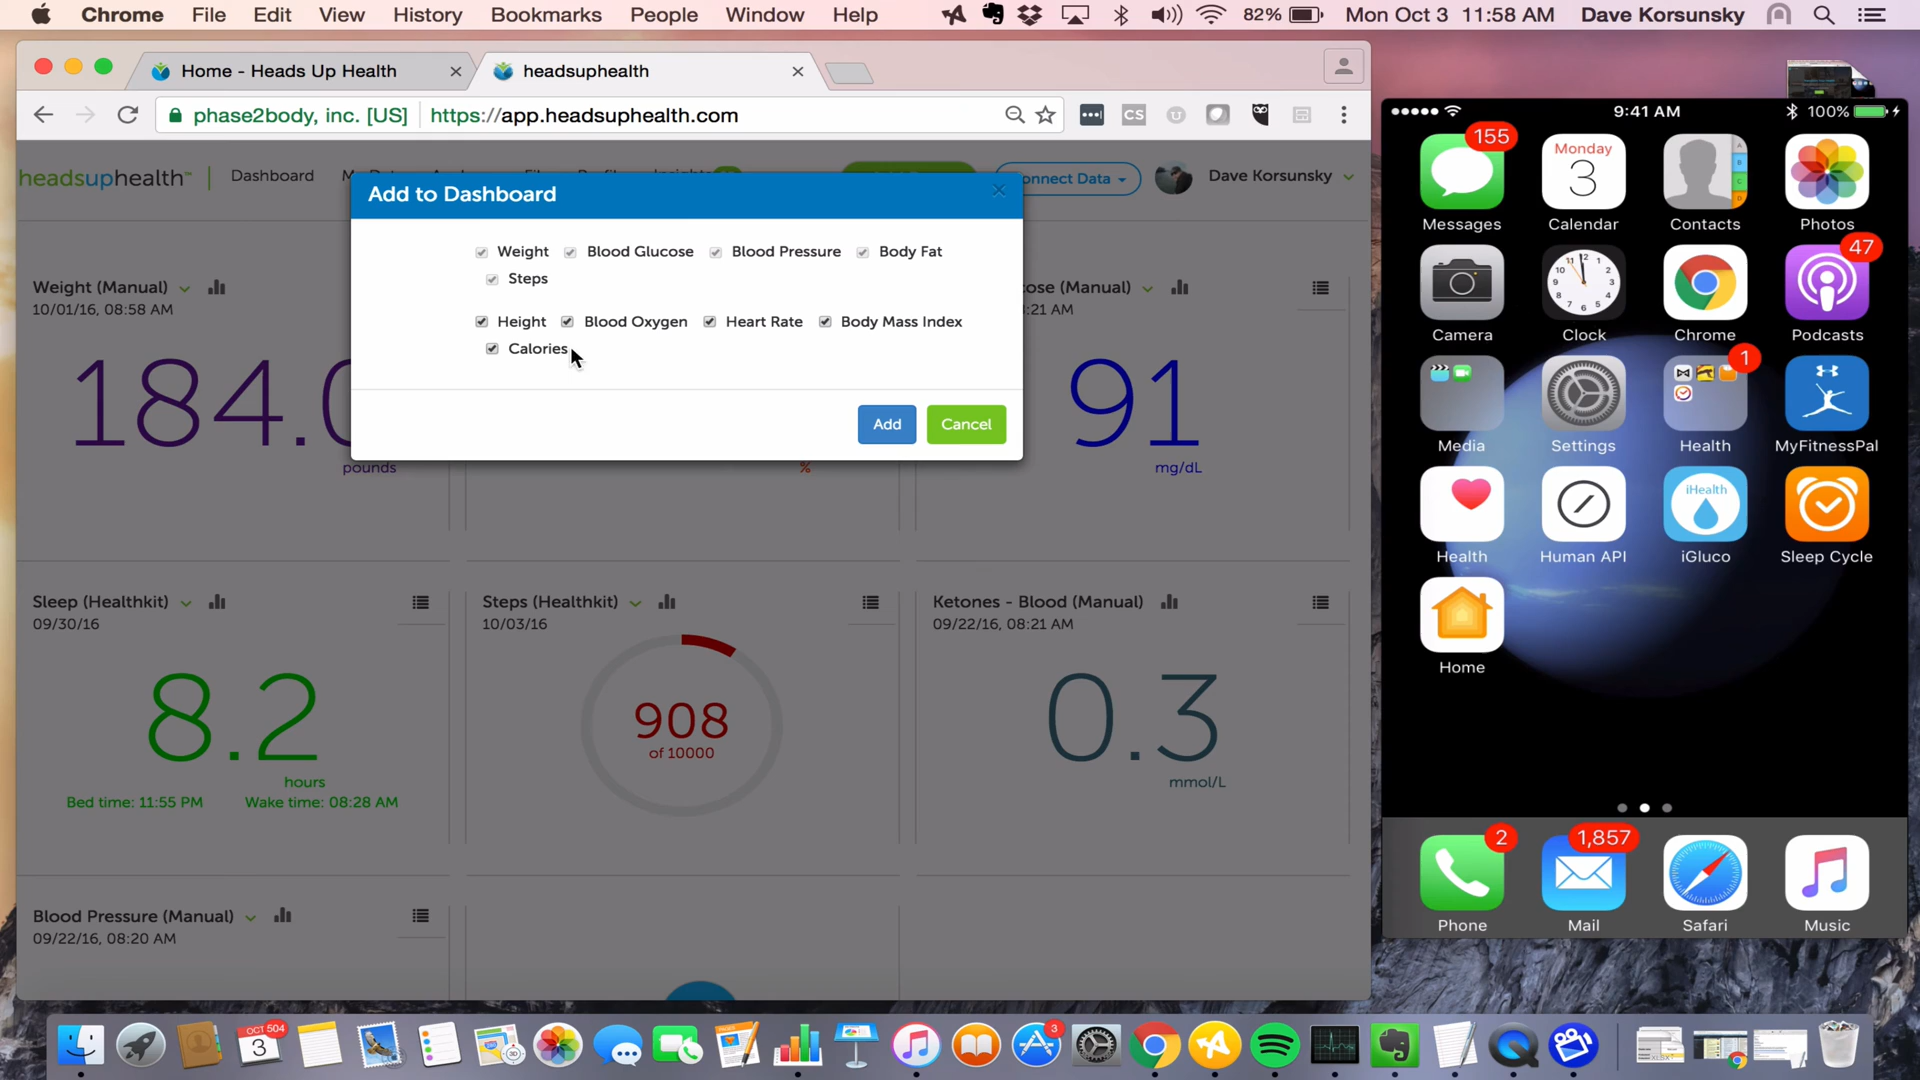 Chrome File Edit View History Bookmarks People Window Help 82% Mon Oct 3 11:58 AM Dave Korsunsky
Home - Heads Up Health
headsuphealth
phase2body, inc. [US] https://app.headsuphealth.com
headsuphealth™ Dashboard
onnect Data
Dave Korsunsky
Add to Dashboard
Weight Blood Glucose Blood Pressure Body Fat
Steps
Height Blood Oxygen Heart Rate Body Mass Index
Calories
Add Cancel
Weight (Manual)
10/01/16, 08:58 AM
184.0
pounds
%
ose (Manual)
:21 AM
91
mg/dL
Sleep (Healthkit)
09/30/16
8.2
hours
Bed time: 11:55 PM Wake time: 08:28 AM
Steps (Healthkit)
10/03/16
908
of 10000
Ketones - Blood (Manual)
09/22/16, 08:21 AM
0.3
mmol/L
Blood Pressure (Manual)
09/22/16, 08:20 AM
9:41 AM 100%
155
Monday
3
Messages Calendar Contacts Photos
47
Camera Clock Chrome Podcasts
1
Media Settings Health MyFitnessPal
iHealth
Health Human API iGluco Sleep Cycle
Home
2 1,857
Phone Mail Safari Music
OCT 504
3
3